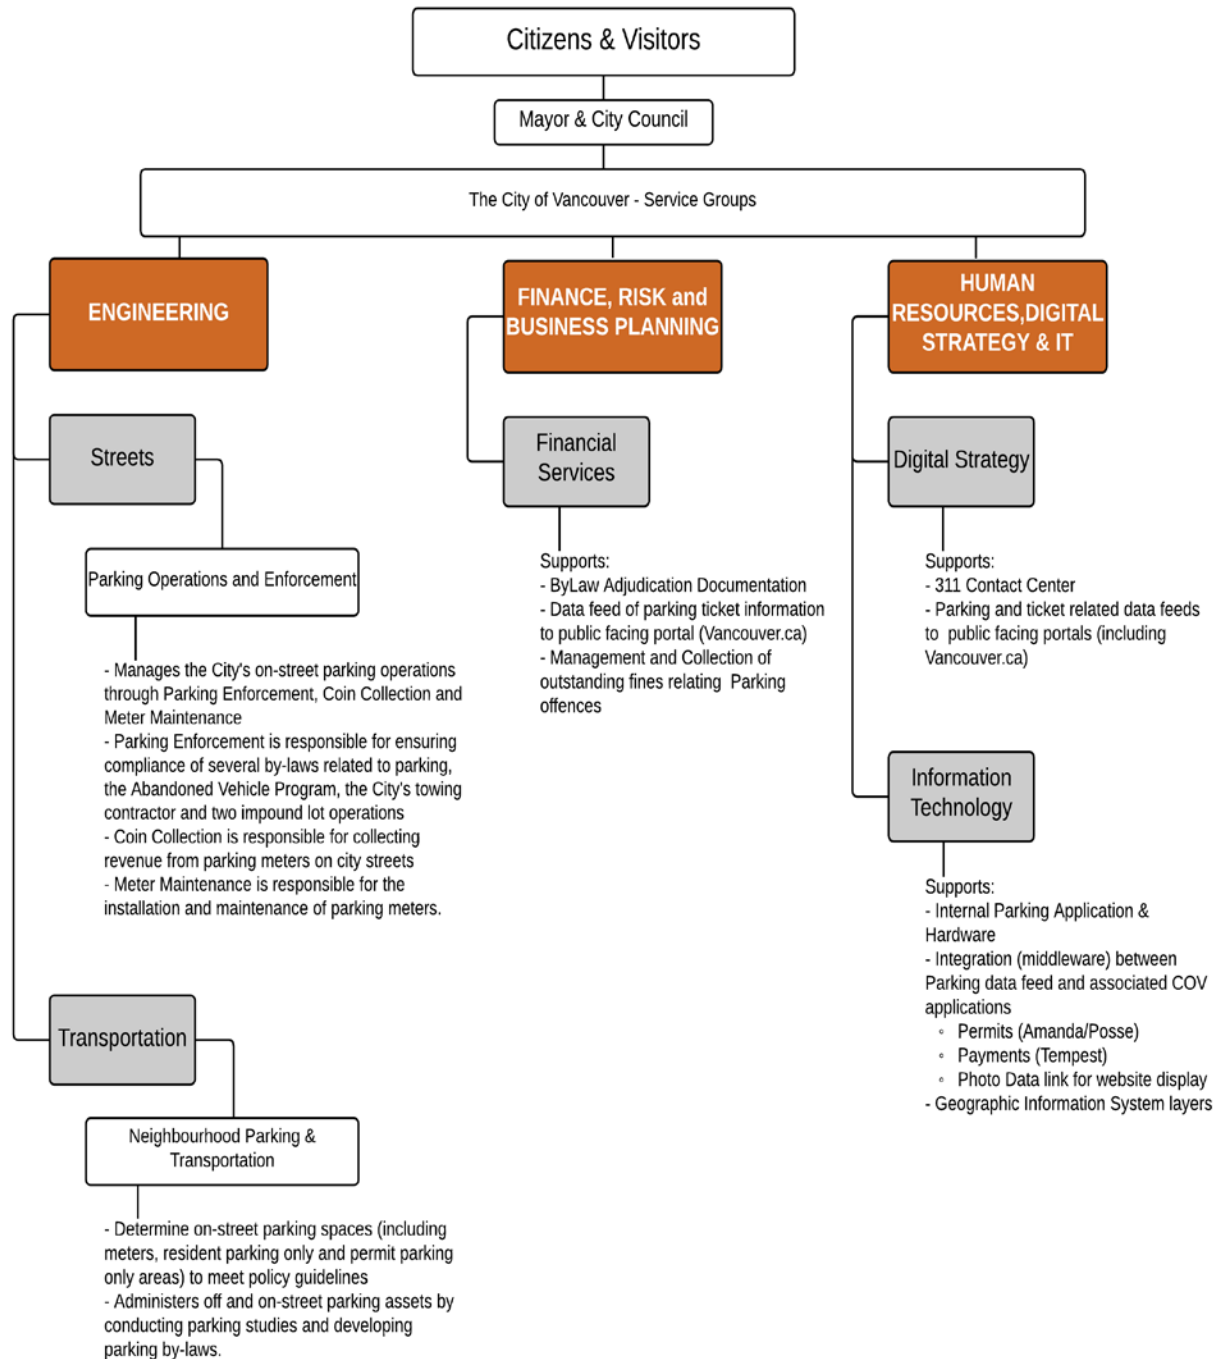 Citizens & Visitors
Mayor & City Council
The City of Vancouver - Service Groups
ENGINEERING
Streets
Parking Operations and Enforcement
- Manages the City's on-street parking operations
through Parking Enforcement, Coin Collection and
Meter Maintenance
- Parking Enforcement is responsible for ensuring
compliance of several by-laws related to parking,
the Abandoned Vehicle Program, the City's towing
contractor and two impound lot operations
- Coin Collection is responsible for collecting
revenue from parking meters on city streets
- Meter Maintenance is responsible for the
installation and maintenance of parking meters.
Transportation
Neighbourhood Parking &
Transportation
- Determine on-street parking spaces (including
meters, resident parking only and permit parking
only areas) to meet policy guidelines
- Administers off and on-street parking assets by
conducting parking studies and developing
parking by-laws.
FINANCE, RISK and
BUSINESS PLANNING
Financial
Services
Supports:
- ByLaw Adjudication Documentation
- Data feed of parking ticket information
to public facing portal (Vancouver.ca)
- Management and Collection of
outstanding fines relating Parking
offences
HUMAN
RESOURCES,DIGITAL
STRATEGY & IT
Digital Strategy
Supports:
- 311 Contact Center
- Parking and ticket related data feeds
to public facing portals (including
Vancouver.ca)
Information
Technology
Supports:
- Internal Parking Application &
Hardware
- Integration (middleware) between
Parking data feed and associated COV
applications
◦ Permits (Amanda/Posse)
◦ Payments (Tempest)
◦ Photo Data link for website display
- Geographic Information System layers